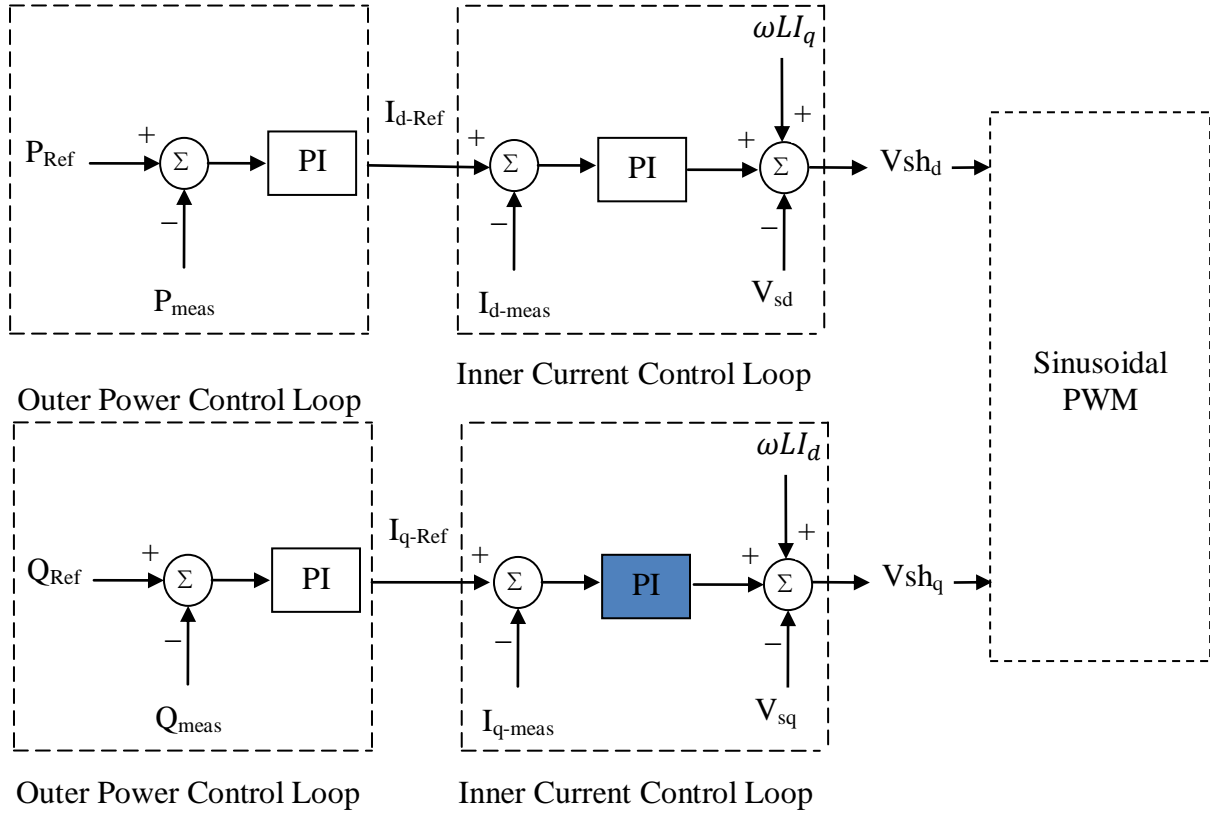 ωLI_q
+
+
+
+
P_Ref
Σ
PI
I_d-Ref
Σ
PI
Σ
Vsh_d
−
−
−
P_meas
I_d-meas
V_sd
Outer Power Control Loop
Inner Current Control Loop
Sinusoidal
PWM
ωLI_d
+
+
+
+
Q_Ref
Σ
PI
I_q-Ref
Σ
PI
Σ
Vsh_q
−
−
−
Q_meas
I_q-meas
V_sq
Outer Power Control Loop
Inner Current Control Loop